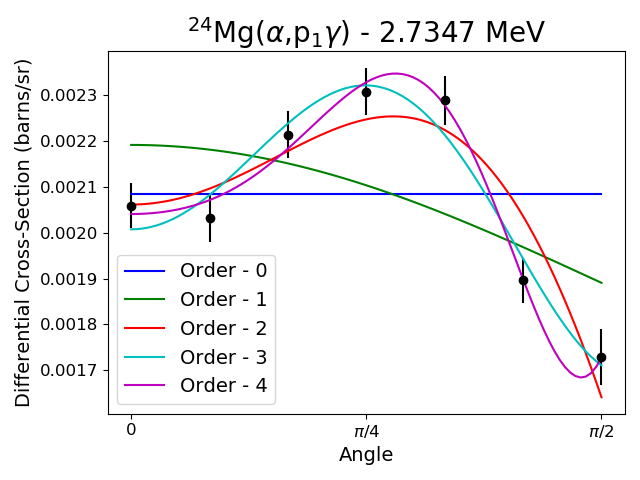 ²⁴Mg(α,p₁γ) - 2.7347 MeV
Differential Cross-Section (barns/sr)
0.0023
0.0022
0.0021
0.0020
0.0019
0.0018
0.0017
Order - 0
Order - 1
Order - 2
Order - 3
Order - 4
0 π/4 π/2
Angle